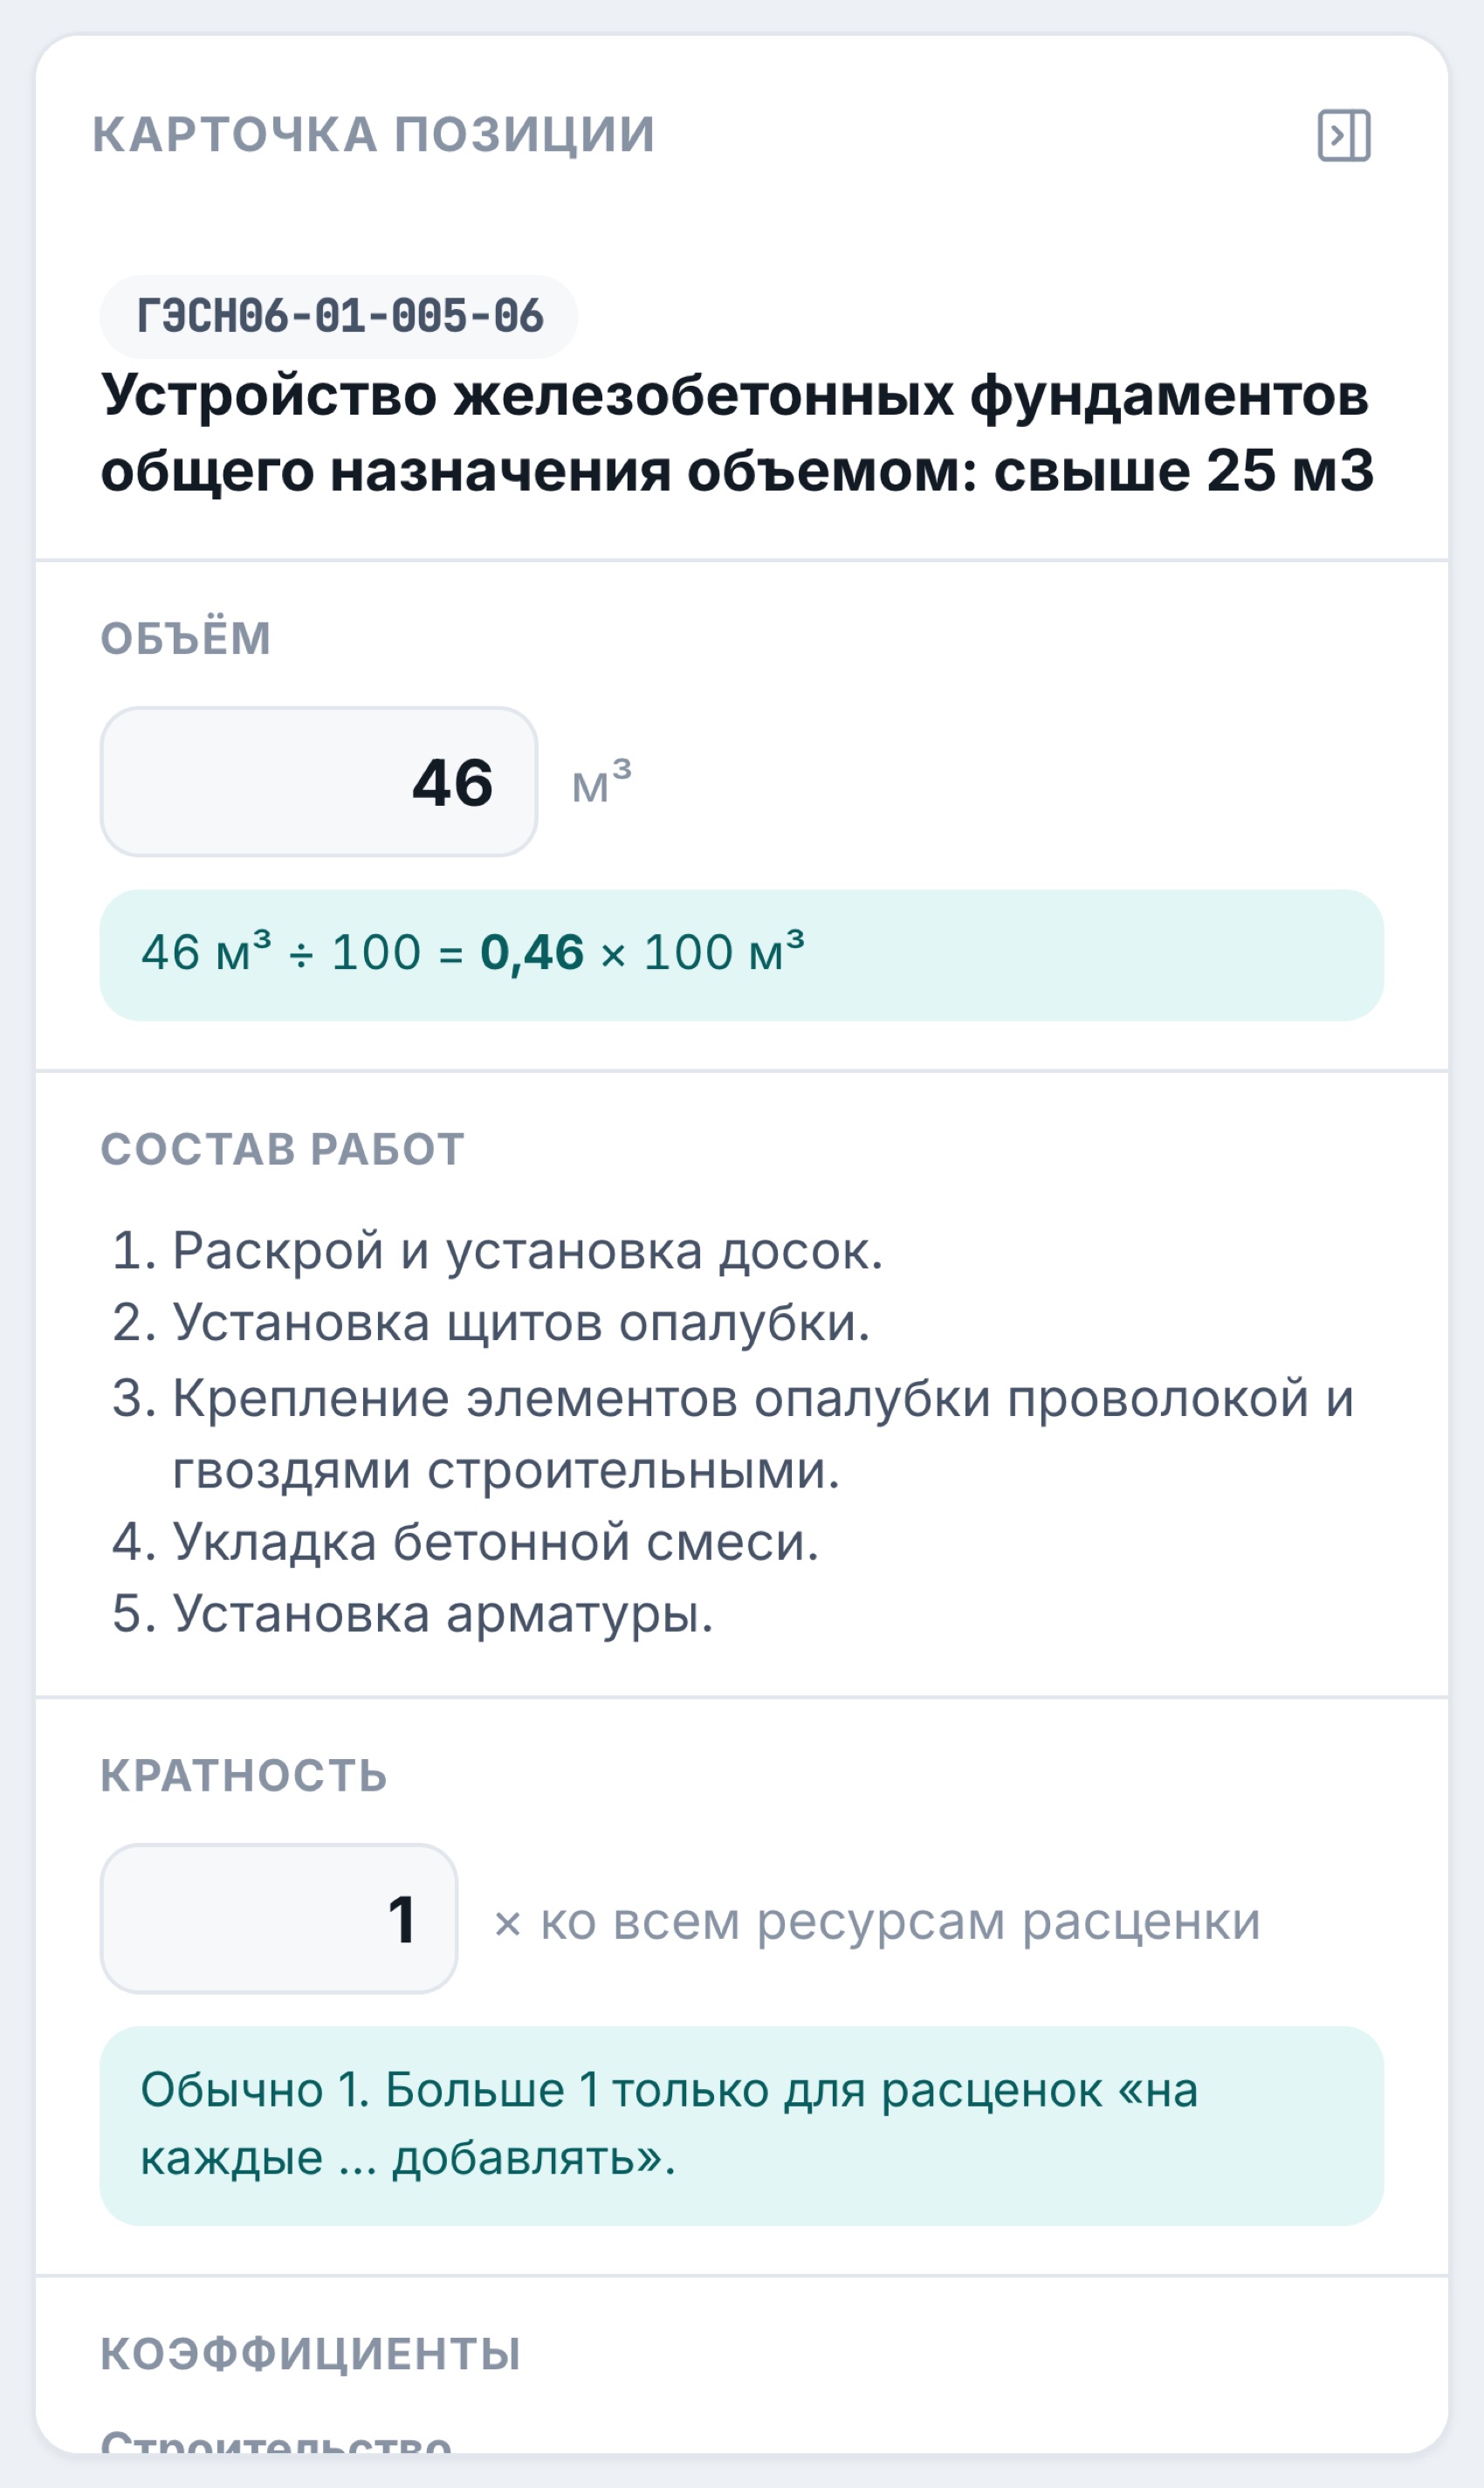 КАРТОЧКА ПОЗИЦИИ
ГЭСН06-01-005-06
Устройство железобетонных фундаментов
общего назначения объемом: свыше 25 м3
ОБЪЁМ
46 м³
46 м³ ÷ 100 = 0,46 × 100 м³
СОСТАВ РАБОТ
1. Раскрой и установка досок.
2. Установка щитов опалубки.
3. Крепление элементов опалубки проволокой и
гвоздями строительными.
4. Укладка бетонной смеси.
5. Установка арматуры.
КРАТНОСТЬ
1 × ко всем ресурсам расценки
Обычно 1. Больше 1 только для расценок «на
каждые … добавлять».
КОЭФФИЦИЕНТЫ
Строительство